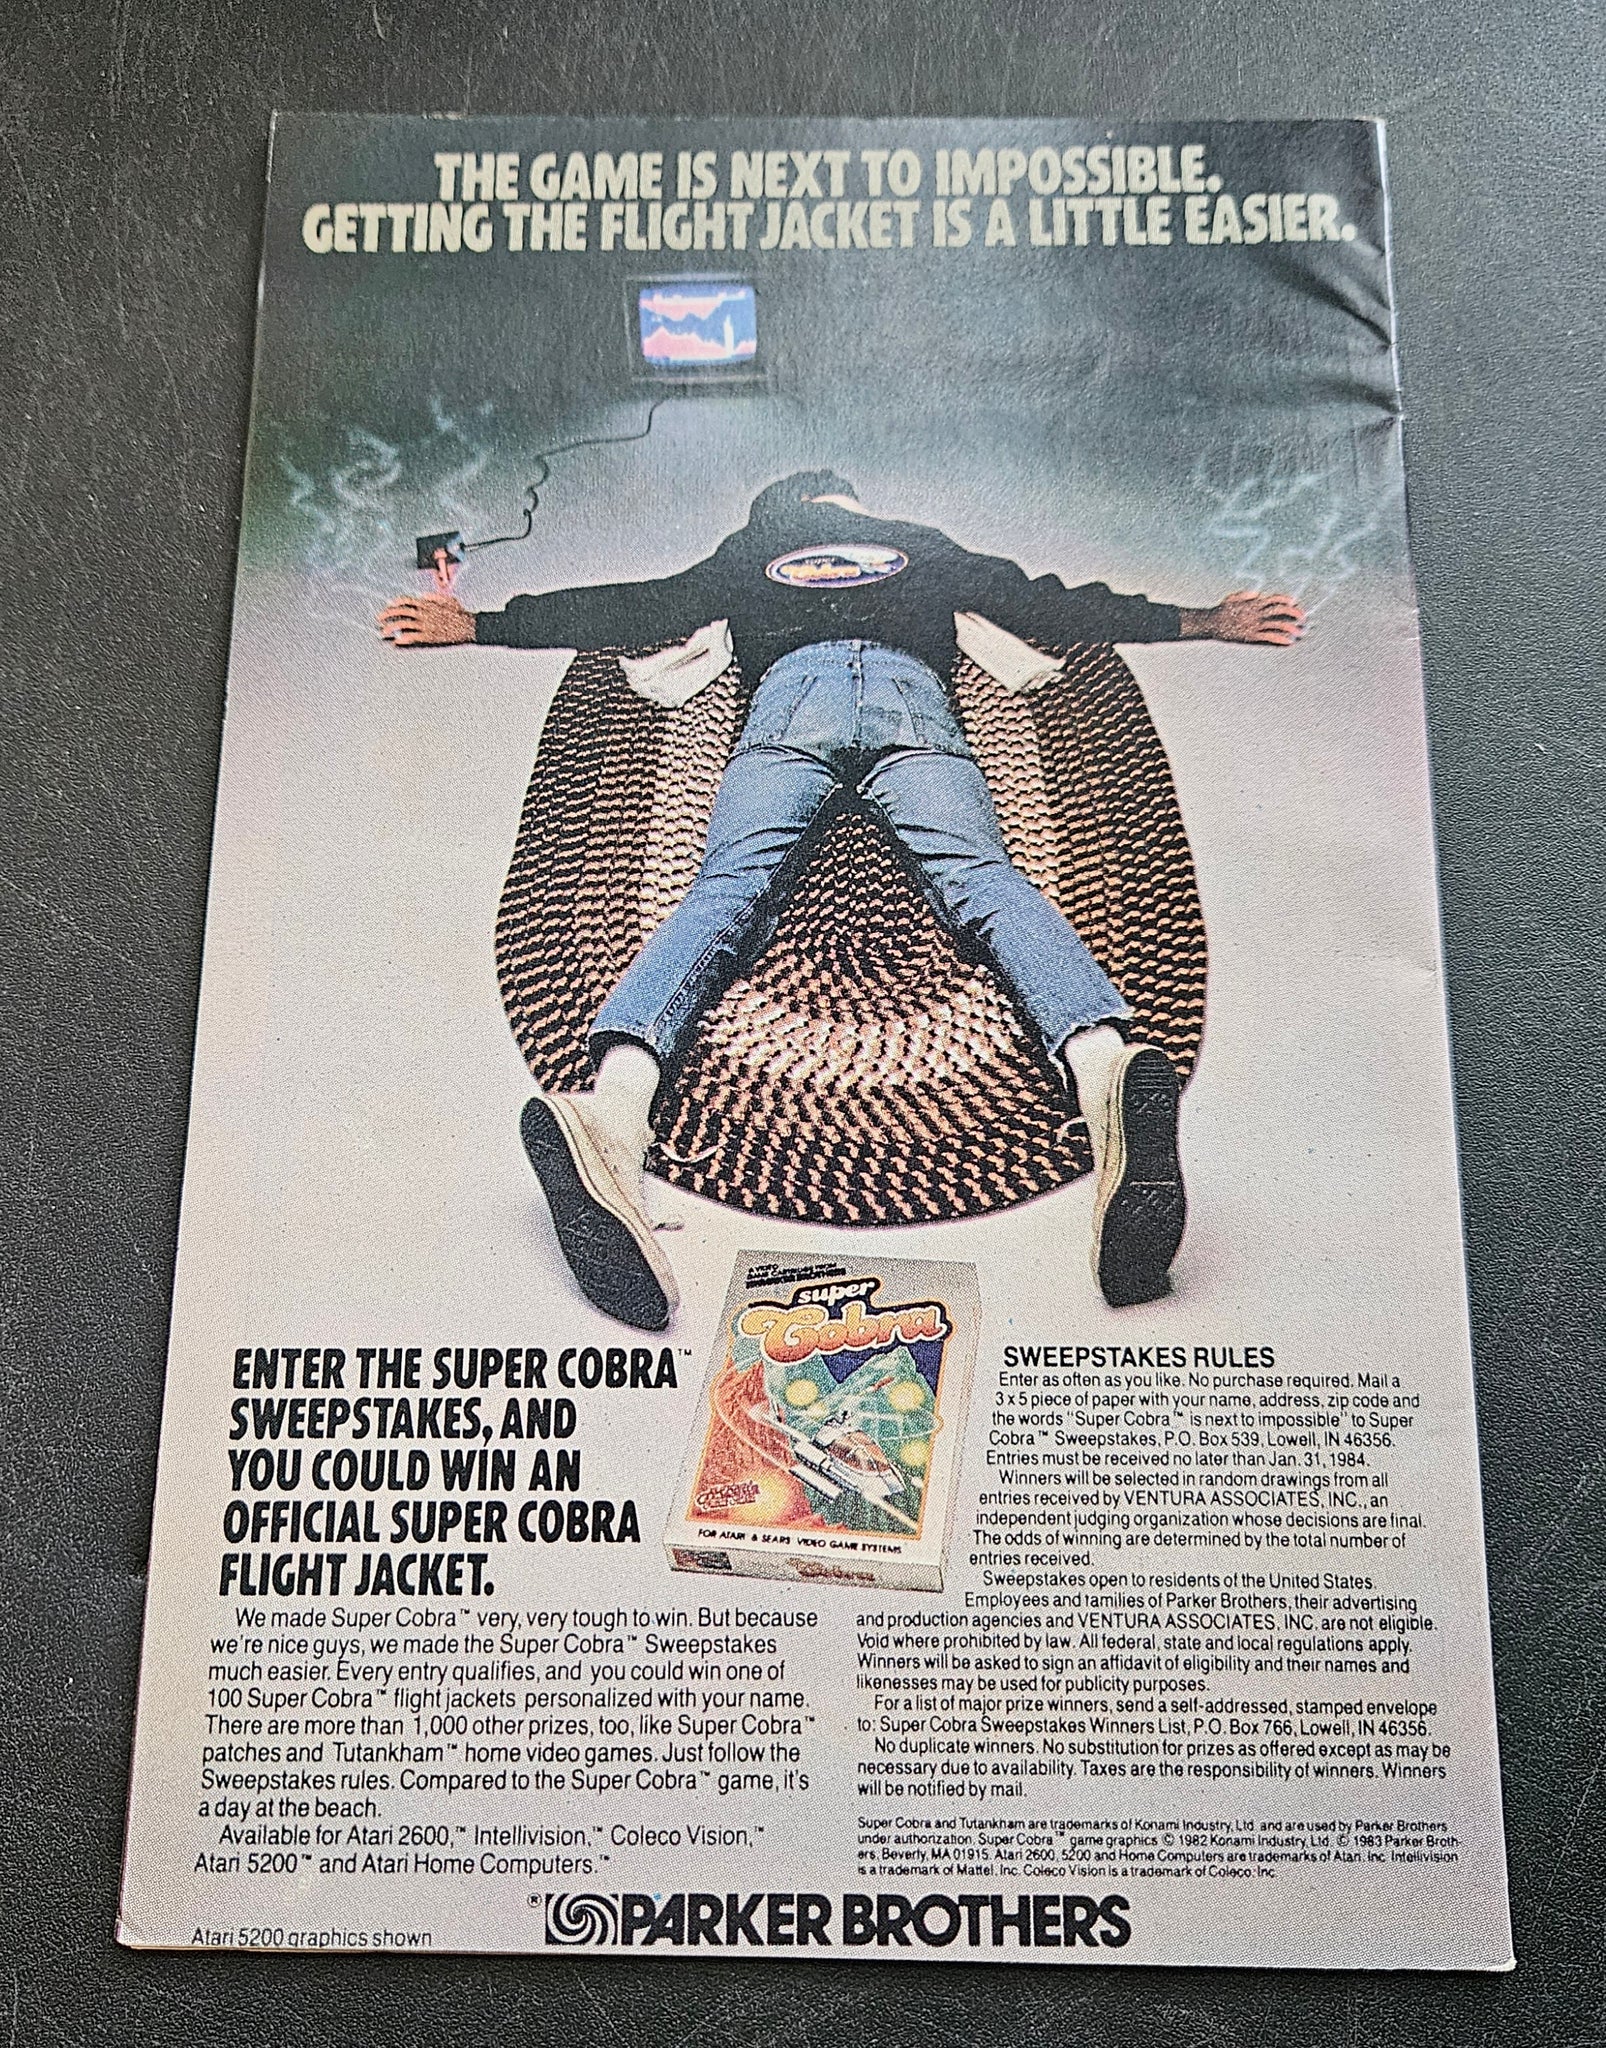 THE GAME IS NEXT TO IMPOSSIBLE.
GETTING THE FLIGHT JACKET IS A LITTLE EASIER.
A VIDEO
GAME CARTRIDGE FROM
PARKER BROTHERS
super
Cobra
FOR ATARI & SEARS VIDEO GAME SYSTEMS
ENTER THE SUPER COBRA™
SWEEPSTAKES, AND
YOU COULD WIN AN
OFFICIAL SUPER COBRA
FLIGHT JACKET.
We made Super Cobra™ very, very tough to win. But because
we're nice guys, we made the Super Cobra™ Sweepstakes
much easier. Every entry qualifies, and you could win one of
100 Super Cobra™ flight jackets personalized with your name.
There are more than 1,000 other prizes, too, like Super Cobra™
patches and Tutankham™ home video games. Just follow the
Sweepstakes rules. Compared to the Super Cobra™ game, it's
a day at the beach.
Available for Atari 2600,™ Intellivision,™ Coleco Vision,™
Atari 5200™ and Atari Home Computers.™
SWEEPSTAKES RULES
Enter as often as you like. No purchase required. Mail a
3 x 5 piece of paper with your name, address, zip code and
the words "Super Cobra™ is next to impossible" to Super
Cobra™ Sweepstakes, P.O. Box 539, Lowell, IN 46356.
Entries must be received no later than Jan. 31, 1984.
Winners will be selected in random drawings from all
entries received by VENTURA ASSOCIATES, INC., an
independent judging organization whose decisions are final.
The odds of winning are determined by the total number of
entries received.
Sweepstakes open to residents of the United States.
Employees and families of Parker Brothers, their advertising
and production agencies and VENTURA ASSOCIATES, INC. are not eligible.
Void where prohibited by law. All federal, state and local regulations apply.
Winners will be asked to sign an affidavit of eligibility and their names and
likenesses may be used for publicity purposes.
For a list of major prize winners, send a self-addressed, stamped envelope
to: Super Cobra Sweepstakes Winners List, P.O. Box 766, Lowell, IN 46356.
No duplicate winners. No substitution for prizes as offered except as may be
necessary due to availability. Taxes are the responsibility of winners. Winners
will be notified by mail.
Super Cobra and Tutankham are trademarks of Konami Industry, Ltd. and are used by Parker Brothers
under authorization. Super Cobra™ game graphics © 1982 Konami Industry, Ltd. © 1983 Parker Broth-
ers, Beverly, MA 01915. Atari 2600, 5200 and Home Computers are trademarks of Atari, Inc. Intellivision
is a trademark of Mattel, Inc. Coleco Vision is a trademark of Coleco, Inc.
® PARKER BROTHERS
Atari 5200 graphics shown